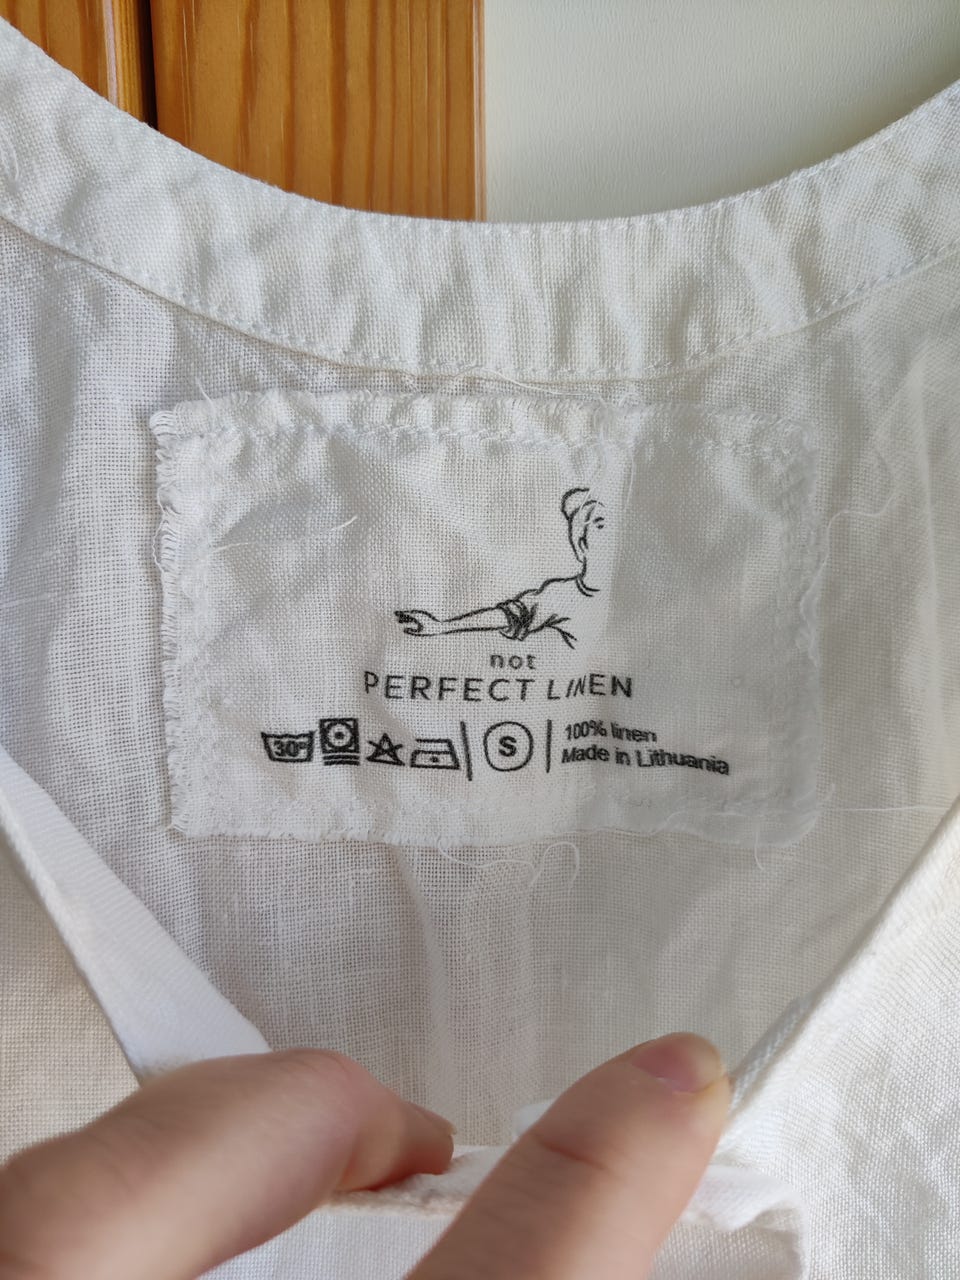 not
PERFECT LINEN
30° S 100% linen
Made in Lithuania